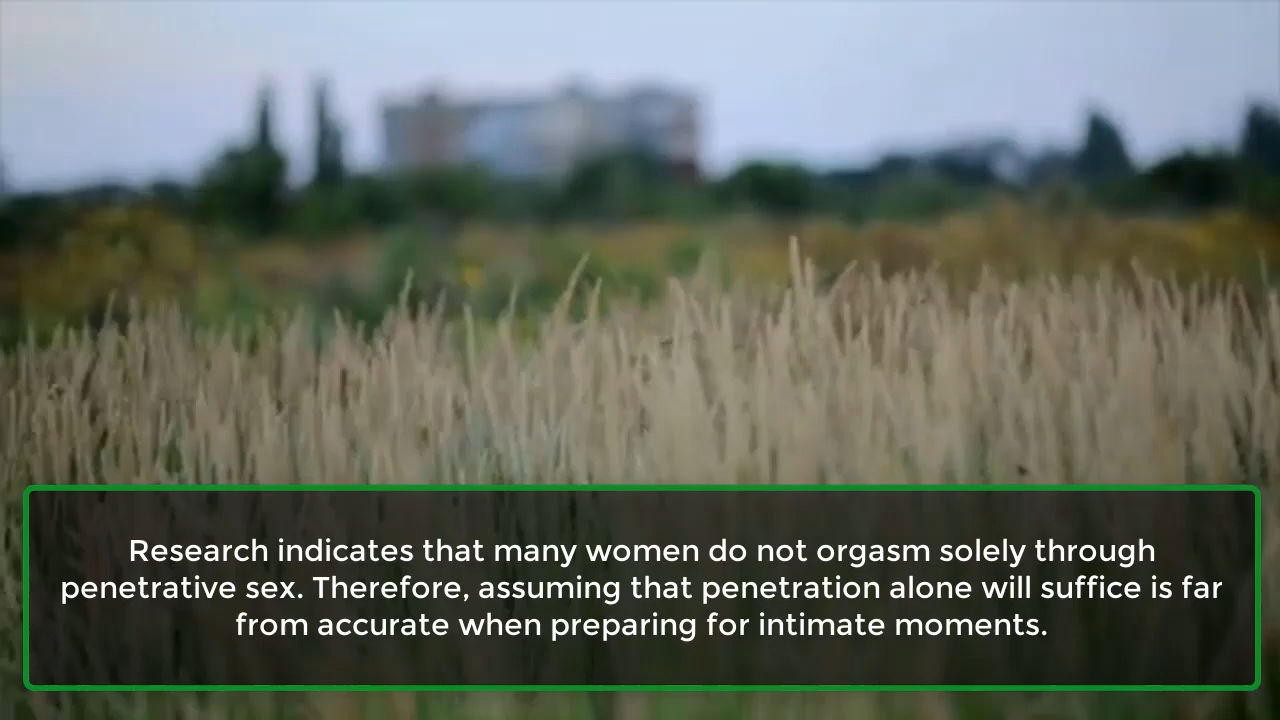 Research indicates that many women do not orgasm solely through
penetrative sex. Therefore, assuming that penetration alone will suffice is far
from accurate when preparing for intimate moments.